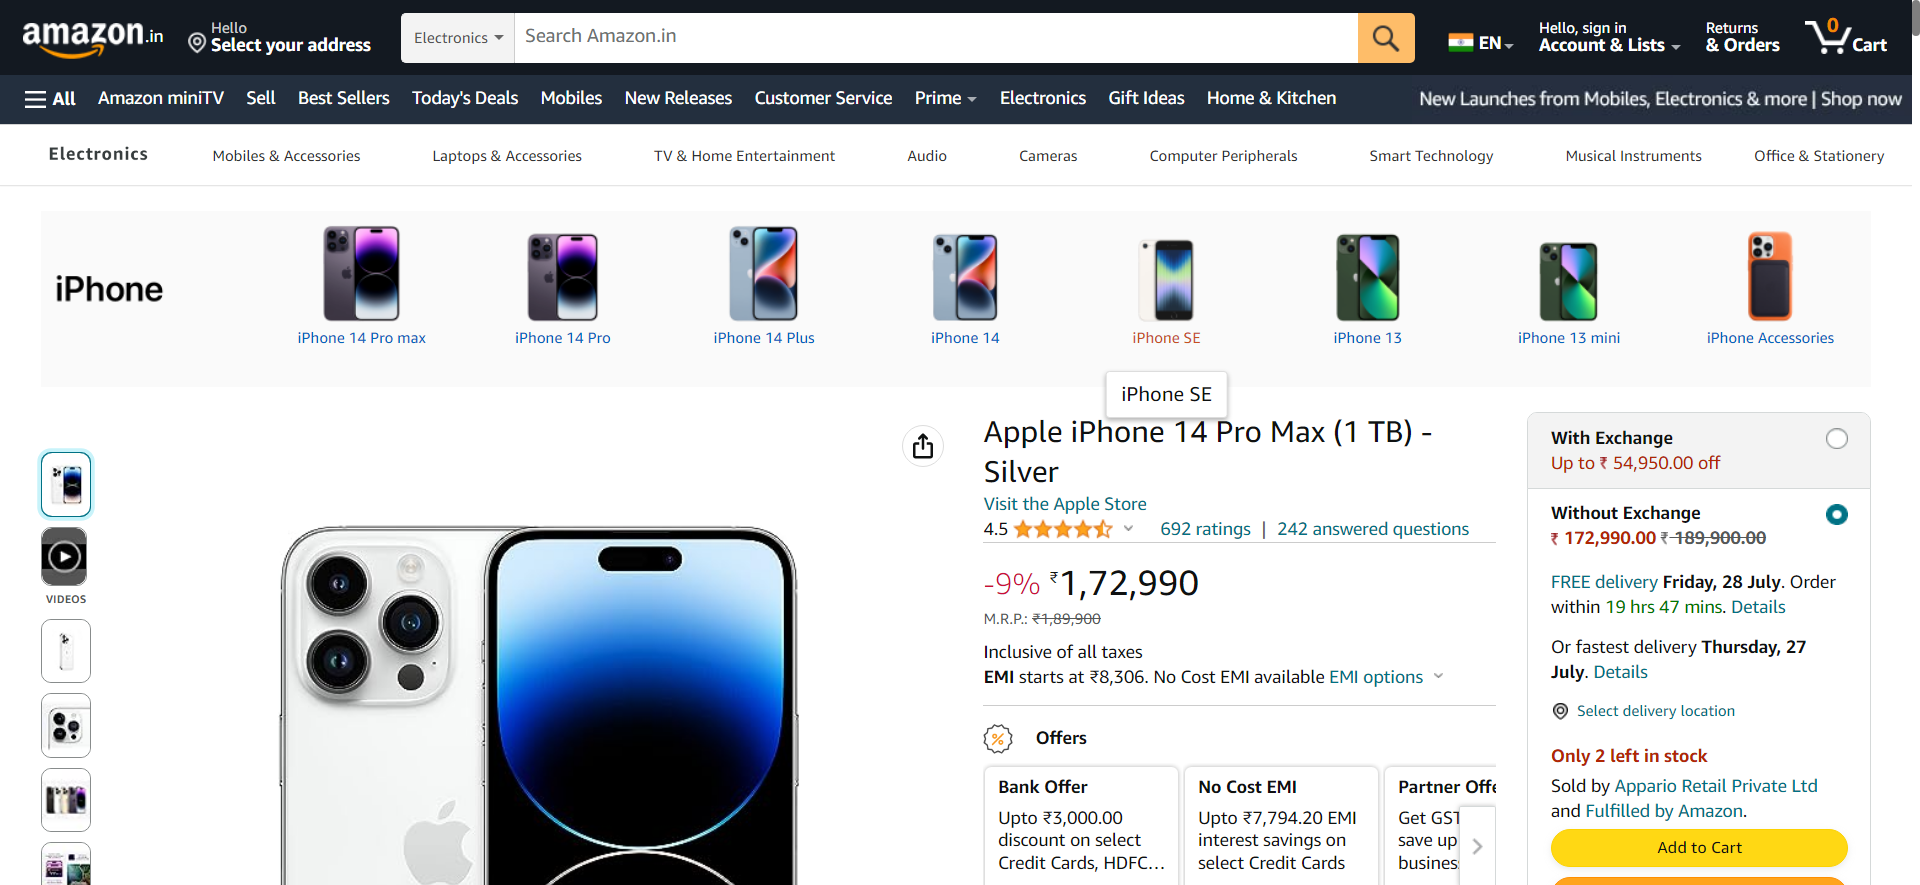 amazon.in
Hello
Select your address
Electronics
Search Amazon.in
EN
Hello, sign in
Account & Lists
Returns
& Orders
0
Cart
All
Amazon miniTV
Sell
Best Sellers
Today's Deals
Mobiles
New Releases
Customer Service
Prime
Electronics
Gift Ideas
Home & Kitchen
New Launches from Mobiles, Electronics & more | Shop now
Electronics
Mobiles & Accessories
Laptops & Accessories
TV & Home Entertainment
Audio
Cameras
Computer Peripherals
Smart Technology
Musical Instruments
Office & Stationery
iPhone
iPhone 14 Pro max
iPhone 14 Pro
iPhone 14 Plus
iPhone 14
iPhone SE
iPhone 13
iPhone 13 mini
iPhone Accessories
iPhone SE
VIDEOS
Apple iPhone 14 Pro Max (1 TB) -
Silver
Visit the Apple Store
4.5
692 ratings | 242 answered questions
-9% ₹1,72,990
M.R.P.: ₹1,89,900
Inclusive of all taxes
EMI starts at ₹8,306. No Cost EMI available EMI options
Offers
Bank Offer
Upto ₹3,000.00
discount on select
Credit Cards, HDFC...
No Cost EMI
Upto ₹7,794.20 EMI
interest savings on
select Credit Cards
Partner Offe
Get GST
save up
busines
With Exchange
Up to ₹ 54,950.00 off
Without Exchange
₹ 172,990.00 ₹ 189,900.00
FREE delivery Friday, 28 July. Order
within 19 hrs 47 mins. Details
Or fastest delivery Thursday, 27
July. Details
Select delivery location
Only 2 left in stock
Sold by Appario Retail Private Ltd
and Fulfilled by Amazon.
Add to Cart